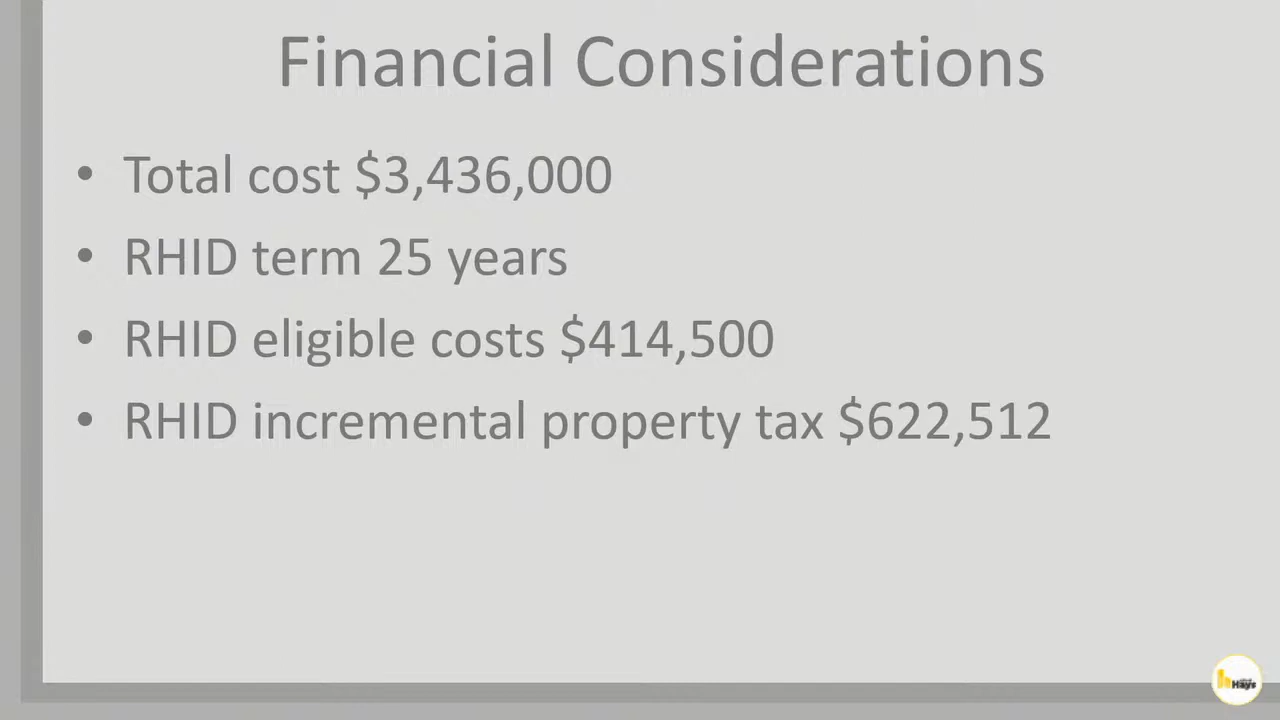 Financial Considerations
• Total cost $3,436,000
• RHID term 25 years
• RHID eligible costs $414,500
• RHID incremental property tax $622,512
Hays